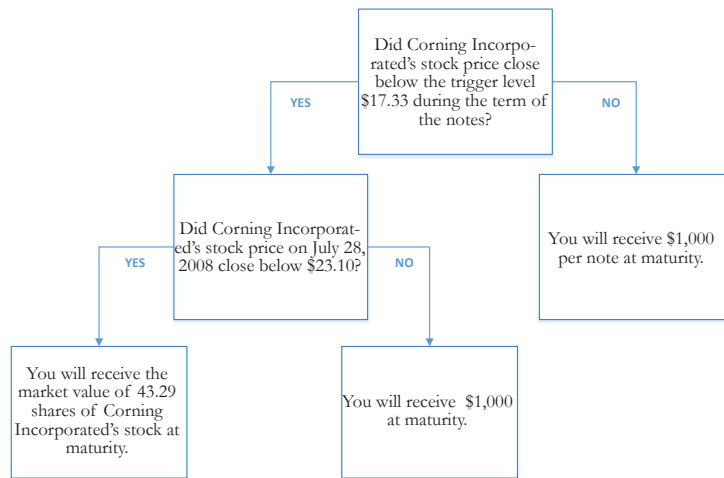 Did Corning Incorpo-
rated's stock price close
below the trigger level
$17.33 during the term of
the notes?
YES
NO
Did Corning Incorporat-
ed's stock price on July 28,
2008 close below $23.10?
You will receive $1,000
per note at maturity.
YES
NO
You will receive the
market value of 43.29
shares of Corning
Incorporated's stock at
maturity.
You will receive $1,000
at maturity.